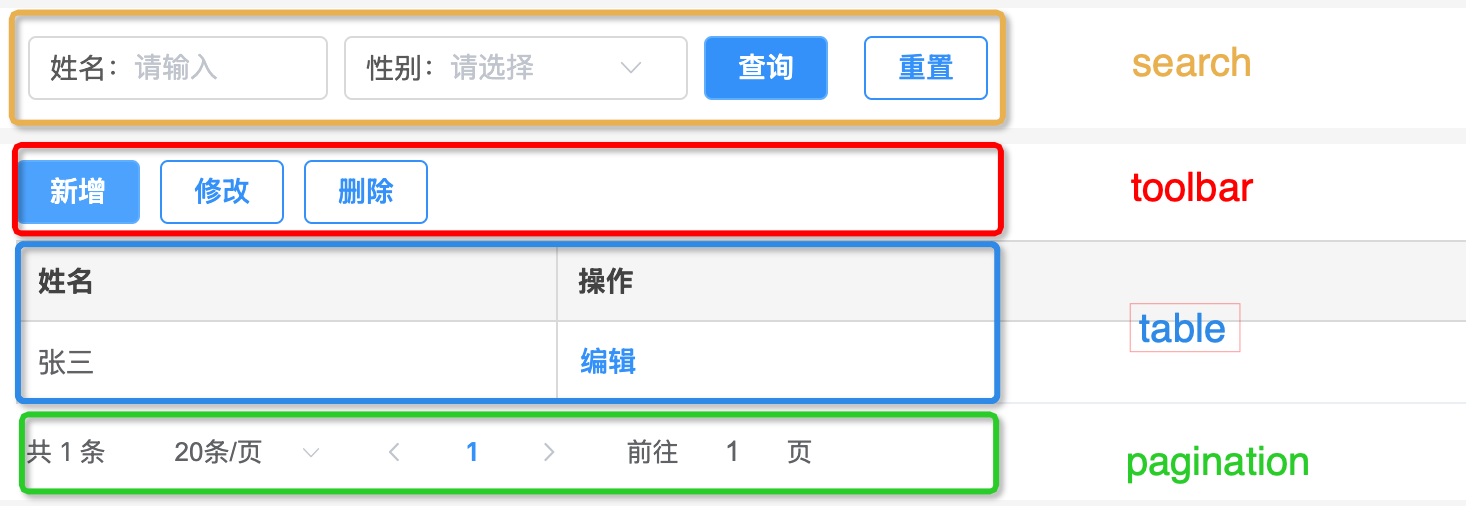 姓名： 请输入 性别： 请选择 查询 重置 search
新增 修改 删除 toolbar
姓名 操作
table
张三 编辑
共 1 条 20条/页 1 前往 1 页 pagination